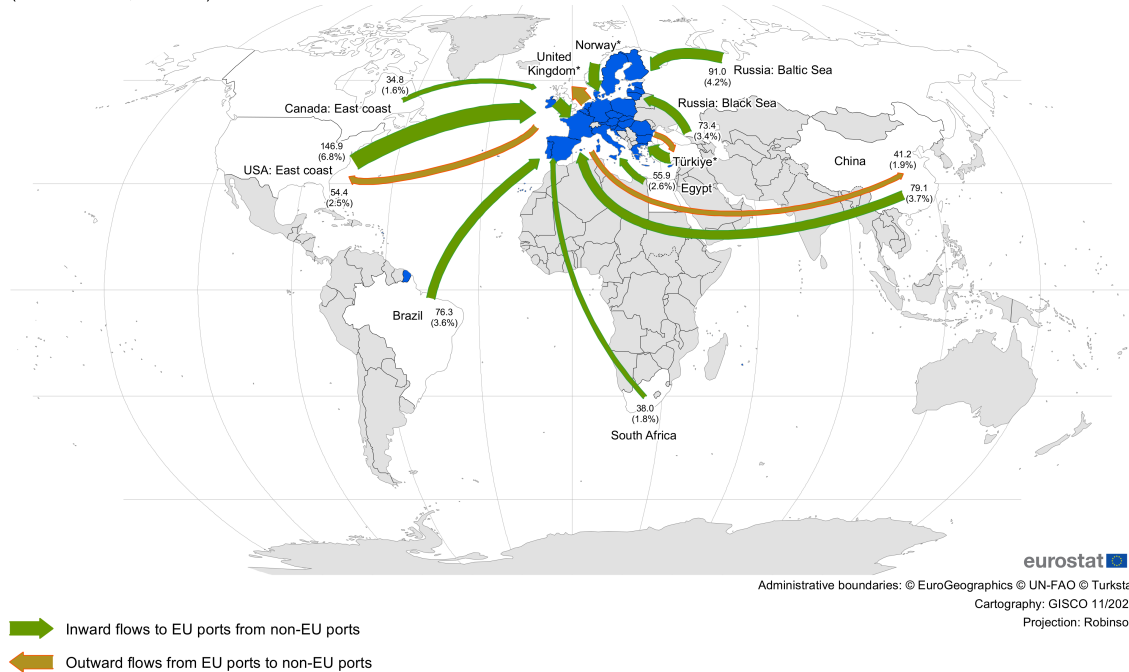 Norway*
United
Kingdom*
91.0
(4.2%)
Russia: Baltic Sea
34.8
(1.6%)
Canada: East coast
Russia: Black Sea
73.4
(3.4%)
146.9
(6.8%)
USA: East coast
54.4
(2.5%)
Türkiye*
55.9
(2.6%)
Egypt
China
41.2
(1.9%)
79.1
(3.7%)
Brazil
76.3
(3.6%)
38.0
(1.8%)
South Africa
eurostat
Administrative boundaries: © EuroGeographics © UN-FAO © Turksta
Cartography: GISCO 11/202
Projection: Robinso
Inward flows to EU ports from non-EU ports
Outward flows from EU ports to non-EU ports